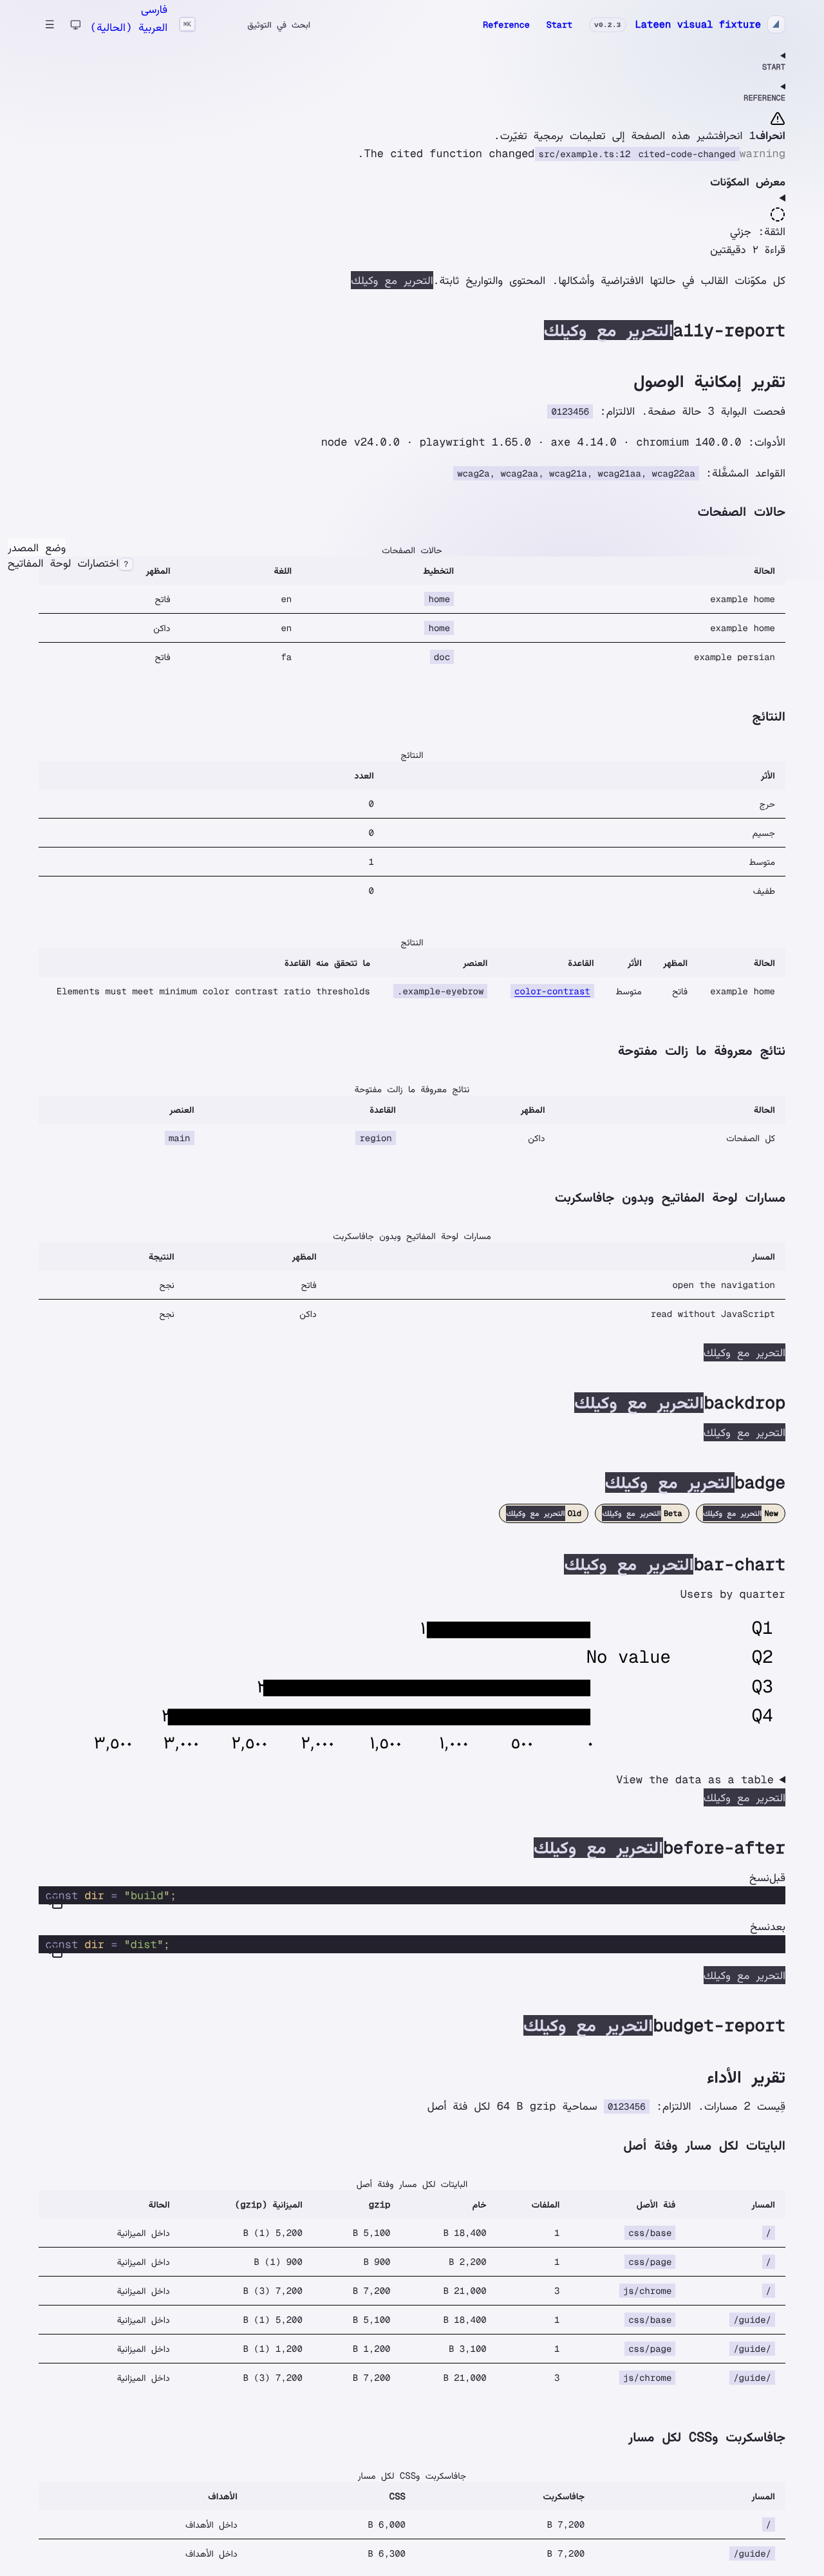 Lateen visual fixture v0.2.3 Start Reference ابحث في التوثيق ⌘K
فارسی
العربية (الحالية)
START
REFERENCE
انحراف1 انحرافتشير هذه الصفحة إلى تعليمات برمجية تغيّرت.
warningcited-code-changed src/example.ts:12The cited function changed.
معرض المكوّنات
الثقة: جزئي
قراءة ٢ دقيقتين
كل مكوّنات القالب في حالتها الافتراضية وأشكالها. المحتوى والتواريخ ثابتة.التحرير مع وكيلك
a11y-reportالتحرير مع وكيلك
تقرير إمكانية الوصول
فحصت البوابة 3 حالة صفحة. الالتزام: 0123456
الأدوات: node v24.0.0 · playwright 1.65.0 · axe 4.14.0 · chromium 140.0.0
القواعد المشغَّلة: wcag2a, wcag2aa, wcag21a, wcag21aa, wcag22aa
حالات الصفحات
وضع المصدر
اختصارات لوحة المفاتيح ?
حالات الصفحات
الحالة التخطيط اللغة المظهر
example home home en فاتح
example home home en داكن
example persian doc fa فاتح
النتائج
النتائج
الأثر العدد
حرج 0
جسيم 0
متوسط 1
طفيف 0
النتائج
الحالة المظهر الأثر القاعدة العنصر ما تتحقق منه القاعدة
example home فاتح متوسط color-contrast .example-eyebrow Elements must meet minimum color contrast ratio thresholds
نتائج معروفة ما زالت مفتوحة
نتائج معروفة ما زالت مفتوحة
الحالة المظهر القاعدة العنصر
كل الصفحات داكن region main
مسارات لوحة المفاتيح وبدون جافاسكربت
مسارات لوحة المفاتيح وبدون جافاسكربت
المسار المظهر النتيجة
open the navigation فاتح نجح
read without JavaScript داكن نجح
التحرير مع وكيلك
backdropالتحرير مع وكيلك
التحرير مع وكيلك
badgeالتحرير مع وكيلك
New التحرير مع وكيلك Beta التحرير مع وكيلك Old التحرير مع وكيلك
bar-chartالتحرير مع وكيلك
Users by quarter
Q1
Q2 No value
Q3
Q4
٠ ٥٠٠ ١,٠٠٠ ١,٥٠٠ ٢,٠٠٠ ٢,٥٠٠ ٣,٠٠٠ ٣,٥٠٠
View the data as a table
التحرير مع وكيلك
before-afterالتحرير مع وكيلك
قبلنسخ
const dir = "build";
بعدنسخ
const dir = "dist";
التحرير مع وكيلك
budget-reportالتحرير مع وكيلك
تقرير الأداء
قيست 2 مسارات. الالتزام: 0123456 سماحية 64 B gzip لكل فئة أصل
البايتات لكل مسار وفئة أصل
البايتات لكل مسار وفئة أصل
المسار فئة الأصل الملفات خام gzip الميزانية (gzip) الحالة
/ css/base 1 18,400 B 5,100 B 5,200 B (1) داخل الميزانية
/ css/page 1 2,200 B 900 B 900 B (1) داخل الميزانية
/ js/chrome 3 21,000 B 7,200 B 7,200 B (3) داخل الميزانية
/guide/ css/base 1 18,400 B 5,100 B 5,200 B (1) داخل الميزانية
/guide/ css/page 1 3,100 B 1,200 B 1,200 B (1) داخل الميزانية
/guide/ js/chrome 3 21,000 B 7,200 B 7,200 B (3) داخل الميزانية
جافاسكربت وCSS لكل مسار
جافاسكربت وCSS لكل مسار
المسار جافاسكربت CSS الأهداف
/ 7,200 B 6,000 B داخل الأهداف
/guide/ 7,200 B 6,300 B داخل الأهداف